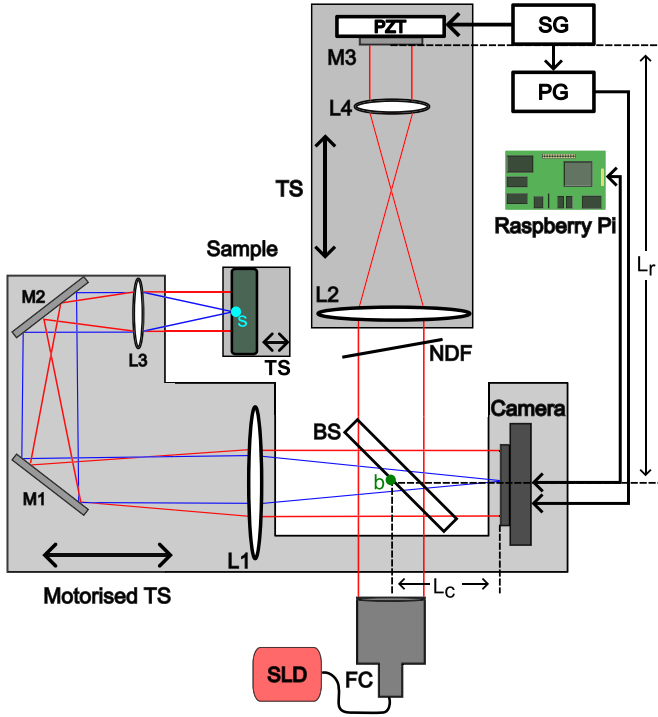 PZT
SG
M3
PG
L4
TS
Raspberry Pi
Lr
Sample
M2
L2
S
L3
TS
NDF
Camera
BS
b
M1
L1
Motorised TS
LC
SLD
FC